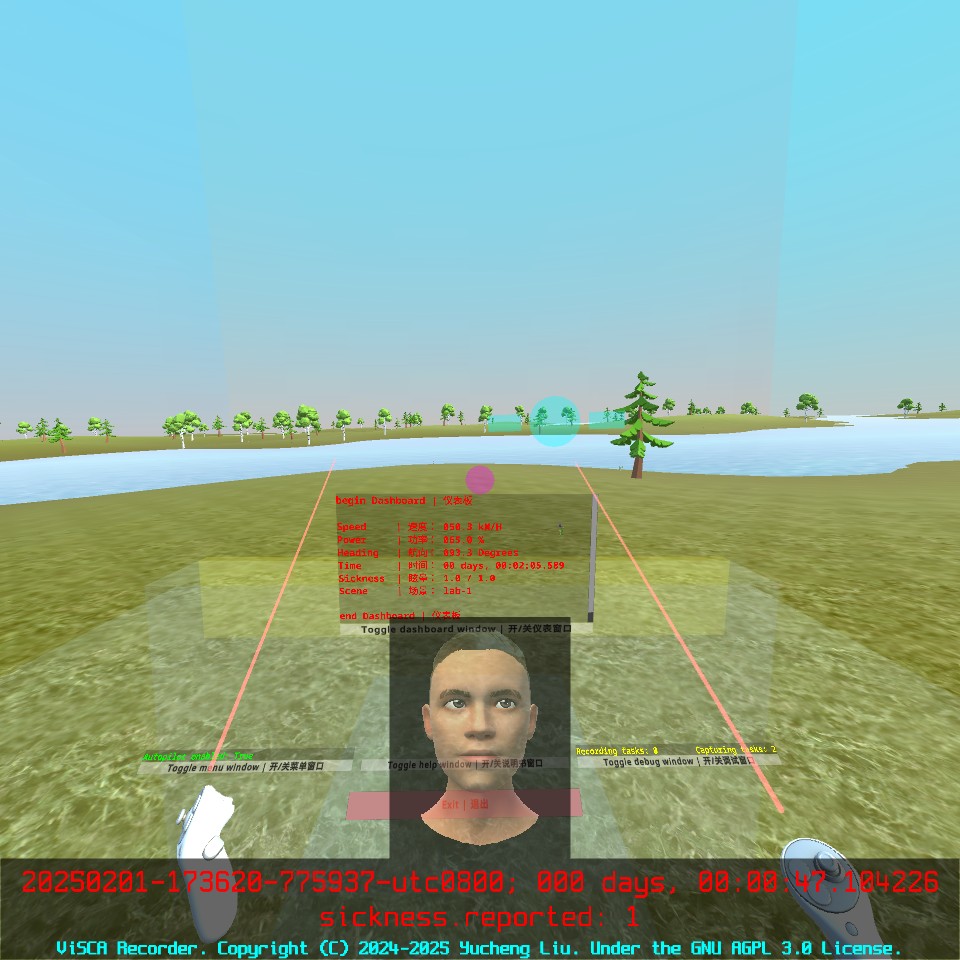 begin Dashboard | 仪表板
Speed | 速度： 050.3 kM/H
Power | 功率： 065.0 %
Heading | 航向： 093.3 Degrees
Time | 时间： 00 days, 00:02:05.589
Sickness | 眩晕： 1.0 / 1.0
Scene | 场景： lab-1
end Dashboard | 仪表板
Toggle dashboard window | 开/关仪表窗口
Recording tasks: 0 Capturing tasks: 2
Toggle menu window | 开/关菜单窗口
Toggle help window | 开/关说明书窗口
Toggle debug window | 开/关调试窗口
Exit | 退出
20250201-173620-775937-utc0800; 000 days, 00:00:47.104226
sickness.reported: 1
ViSCA Recorder. Copyright (C) 2024-2025 Yucheng Liu. Under the GNU AGPL 3.0 License.